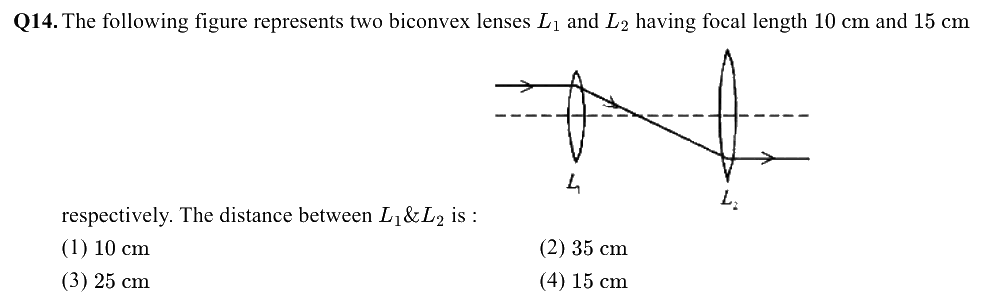 Q14. The following figure represents two biconvex lenses L₁ and L₂ having focal length 10 cm and 15 cm
L₁
L₂
respectively. The distance between L₁&L₂ is :
(1) 10 cm
(2) 35 cm
(3) 25 cm
(4) 15 cm